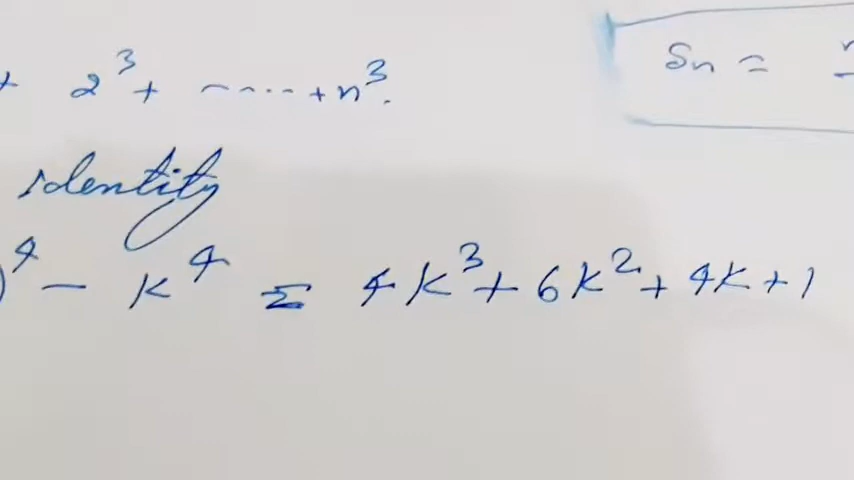 + 2³ + ..... + n³.
Sn =
identity
)⁴ - k⁴ = 4k³ + 6k² + 4k + 1